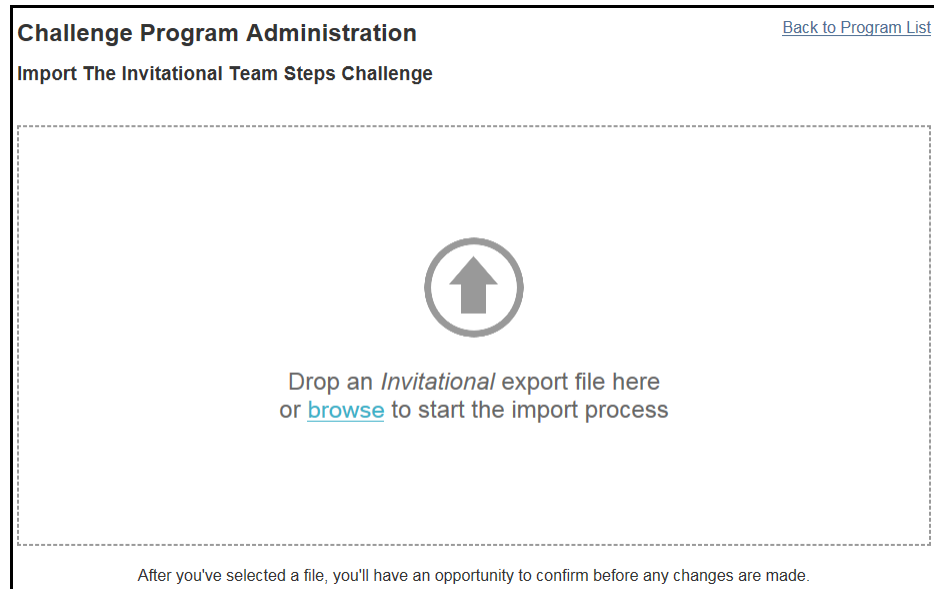 Challenge Program Administration
Back to Program List
Import The Invitational Team Steps Challenge
Drop an Invitational export file here
or browse to start the import process
After you've selected a file, you'll have an opportunity to confirm before any changes are made.